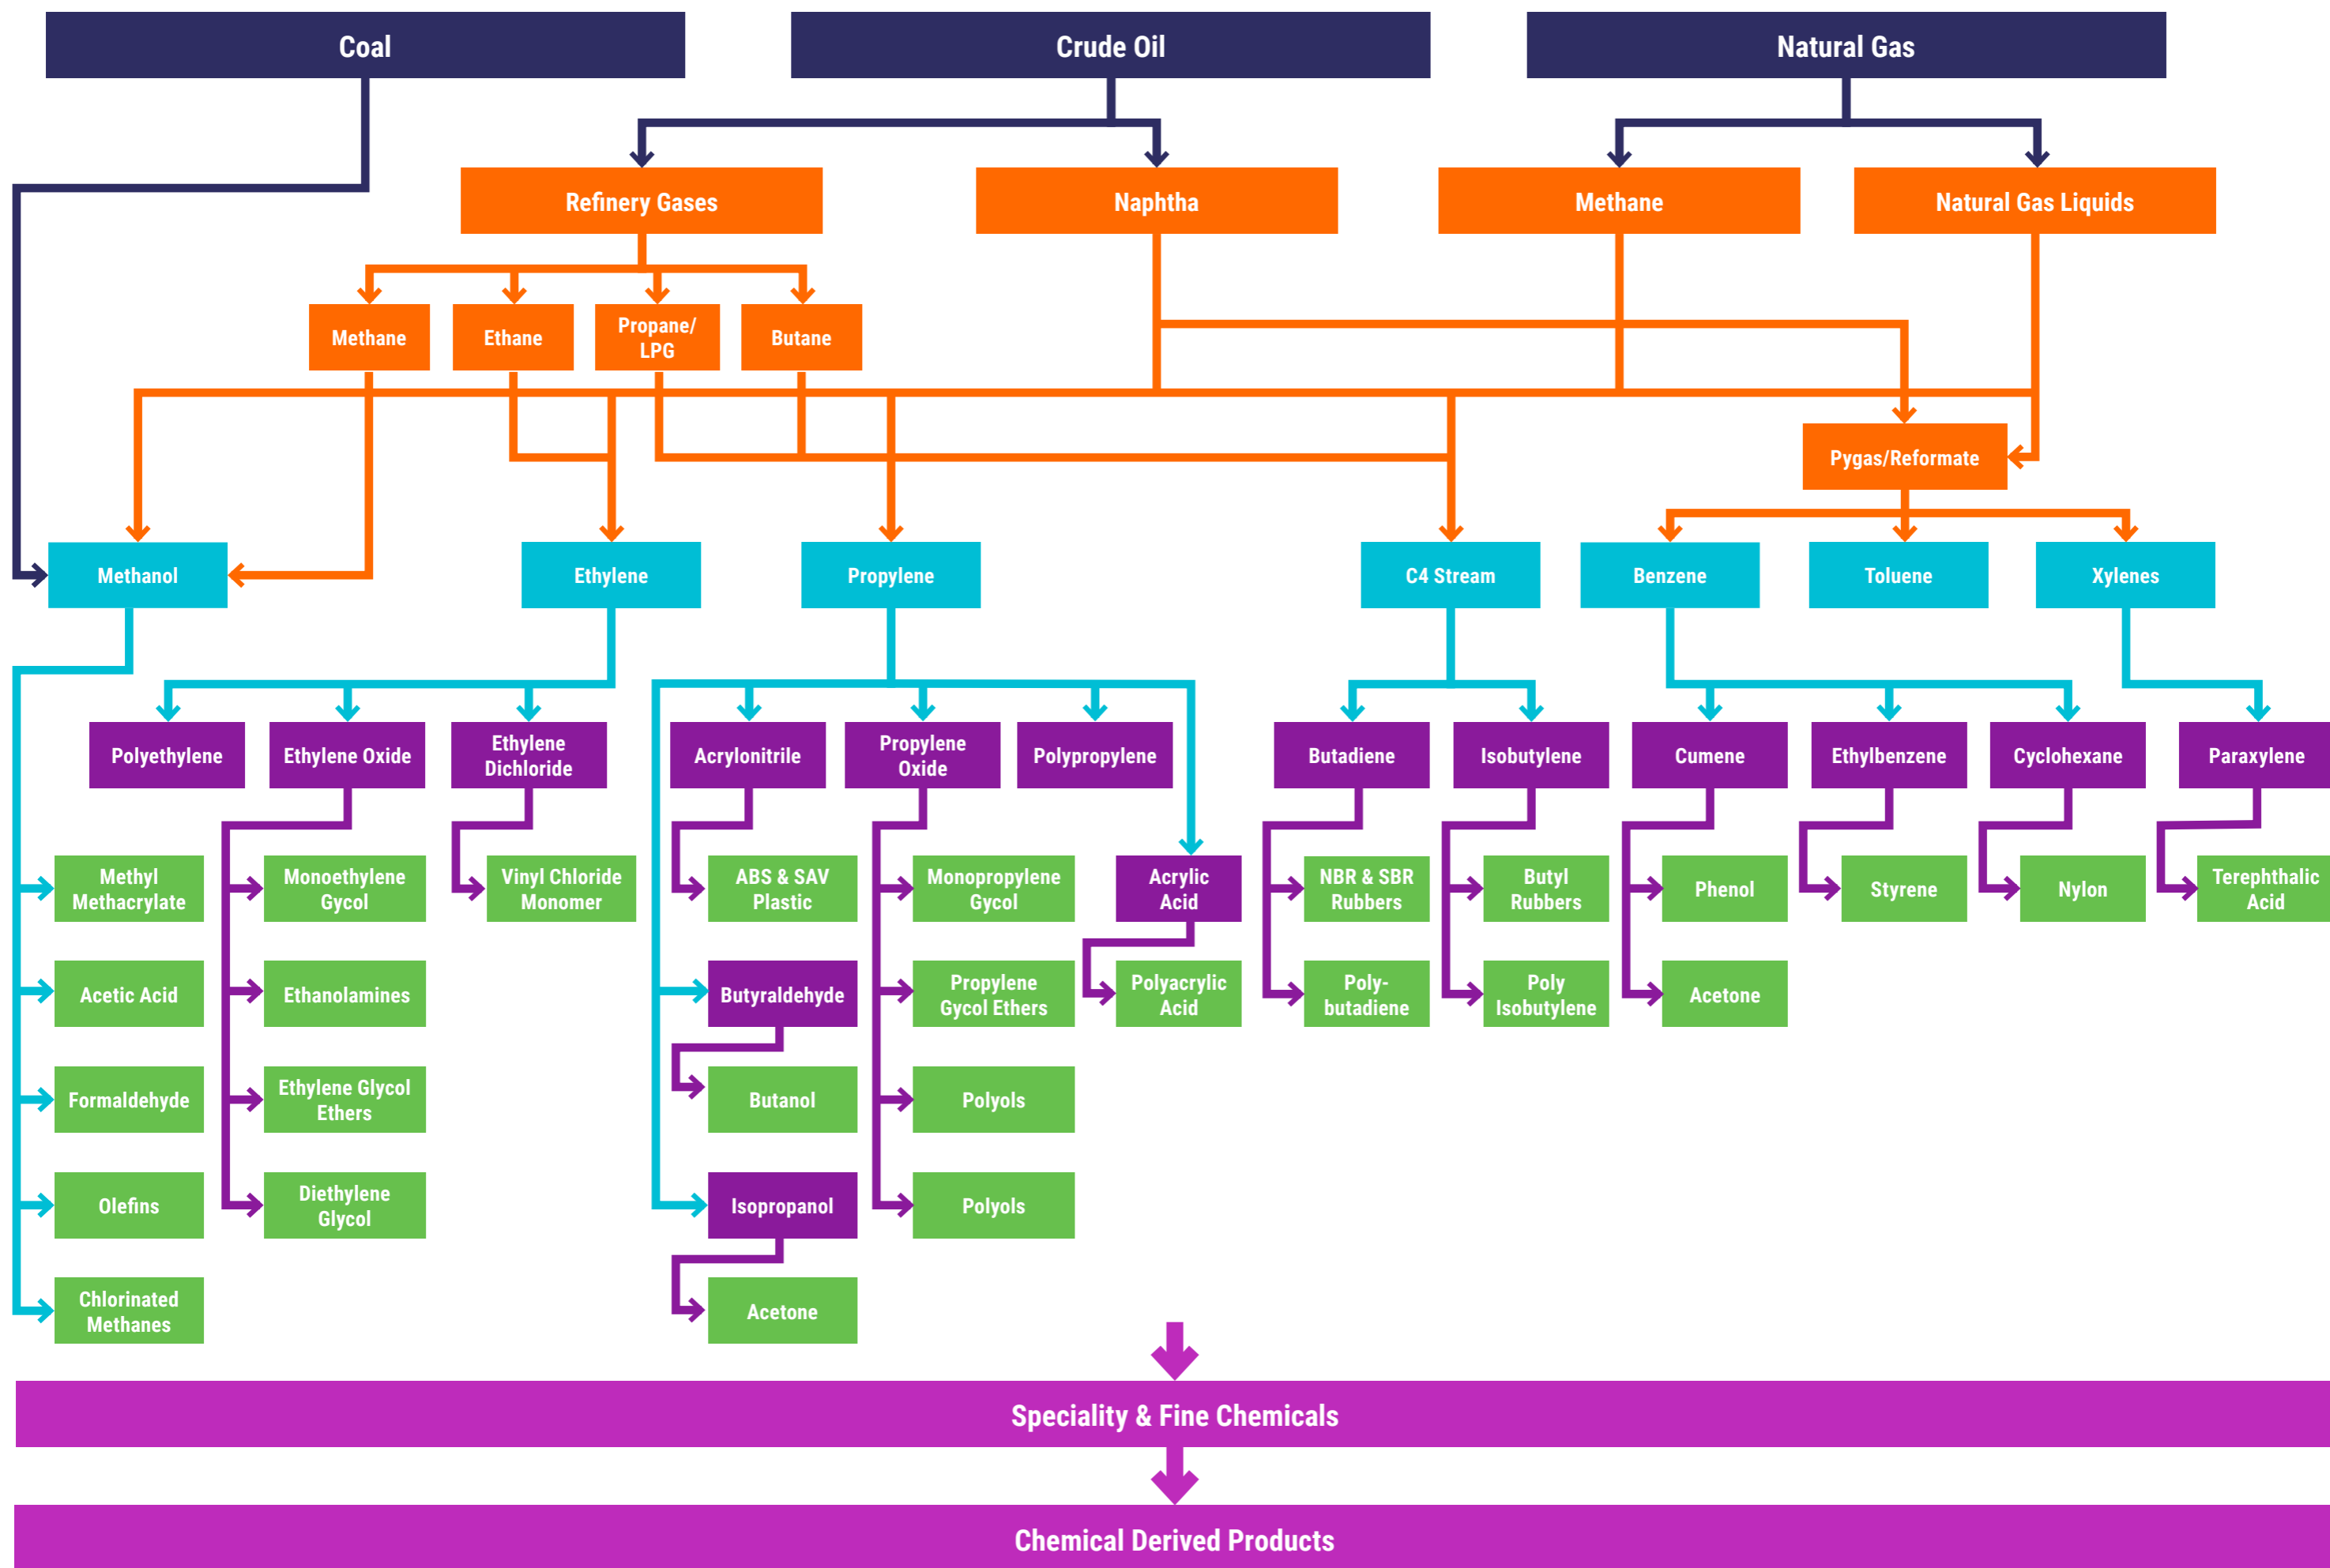 Coal
Crude Oil
Natural Gas
Refinery Gases
Naphtha
Methane
Natural Gas Liquids
Methane
Ethane
Propane/
LPG
Butane
Pygas/Reformate
Methanol
Ethylene
Propylene
C4 Stream
Benzene
Toluene
Xylenes
Polyethylene
Ethylene Oxide
Ethylene
Dichloride
Acrylonitrile
Propylene
Oxide
Polypropylene
Butadiene
Isobutylene
Cumene
Ethylbenzene
Cyclohexane
Paraxylene
Methyl
Methacrylate
Monoethylene
Gycol
Vinyl Chloride
Monomer
ABS & SAV
Plastic
Monopropylene
Gycol
Acrylic
Acid
NBR & SBR
Rubbers
Butyl
Rubbers
Phenol
Styrene
Nylon
Terephthalic
Acid
Acetic Acid
Ethanolamines
Butyraldehyde
Propylene
Gycol Ethers
Polyacrylic
Acid
Poly-
butadiene
Poly
Isobutylene
Acetone
Formaldehyde
Ethylene Glycol
Ethers
Butanol
Polyols
Olefins
Diethylene
Glycol
Isopropanol
Polyols
Chlorinated
Methanes
Acetone
Speciality & Fine Chemicals
Chemical Derived Products